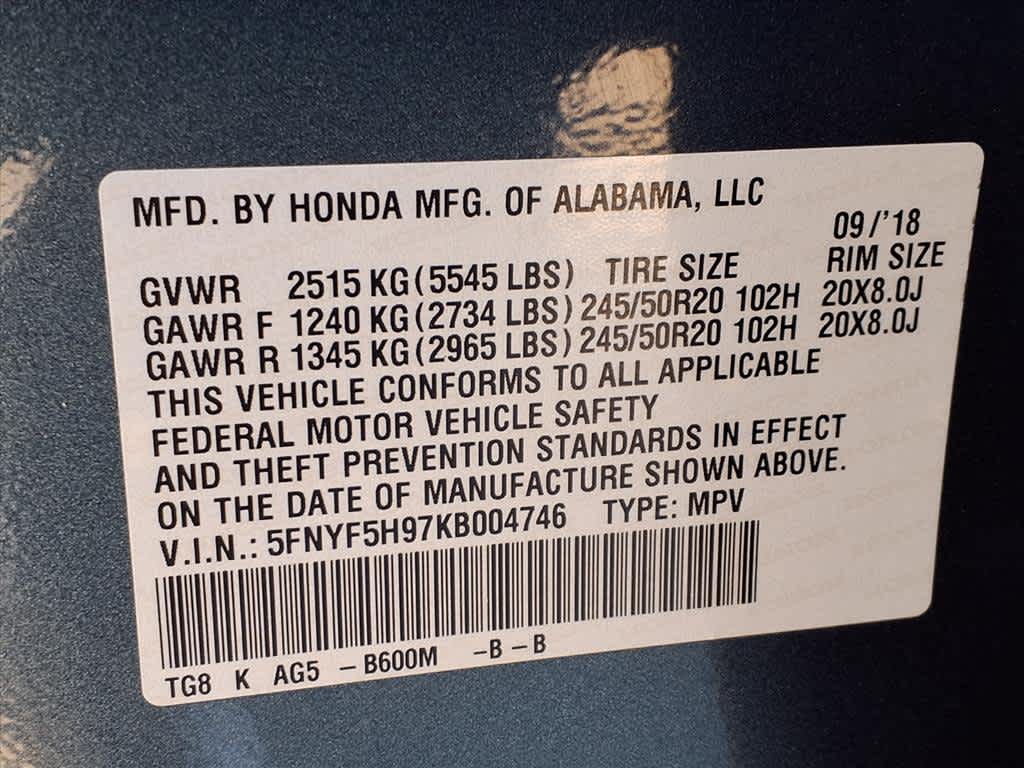 MFD. BY HONDA MFG. OF ALABAMA, LLC
09/'18
GVWR 2515 KG (5545 LBS) TIRE SIZE RIM SIZE
GAWR F 1240 KG (2734 LBS) 245/50R20 102H 20X8.0J
GAWR R 1345 KG (2965 LBS) 245/50R20 102H 20X8.0J
THIS VEHICLE CONFORMS TO ALL APPLICABLE
FEDERAL MOTOR VEHICLE SAFETY
AND THEFT PREVENTION STANDARDS IN EFFECT
ON THE DATE OF MANUFACTURE SHOWN ABOVE.
V.I.N.: 5FNYF5H97KB004746 TYPE: MPV
TG8 K AG5 -B600M -B-B